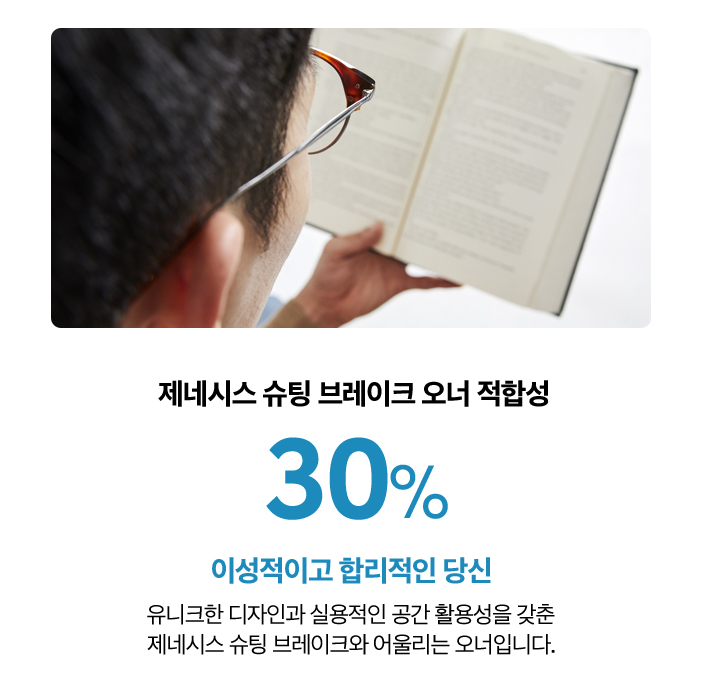 제네시스 슈팅 브레이크 오너 적합성
30%
이성적이고 합리적인 당신
유니크한 디자인과 실용적인 공간 활용성을 갖춘
제네시스 슈팅 브레이크와 어울리는 오너입니다.